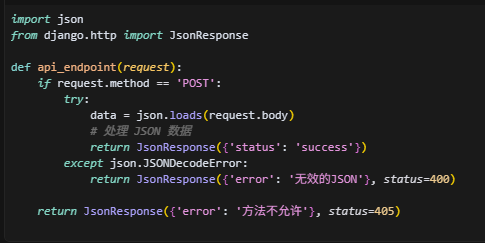 import json
from django.http import JsonResponse

def api_endpoint(request):
    if request.method == 'POST':
        try:
            data = json.loads(request.body)
            # 处理 JSON 数据
            return JsonResponse({'status': 'success'})
        except json.JSONDecodeError:
            return JsonResponse({'error': '无效的JSON'}, status=400)

    return JsonResponse({'error': '方法不允许'}, status=405)